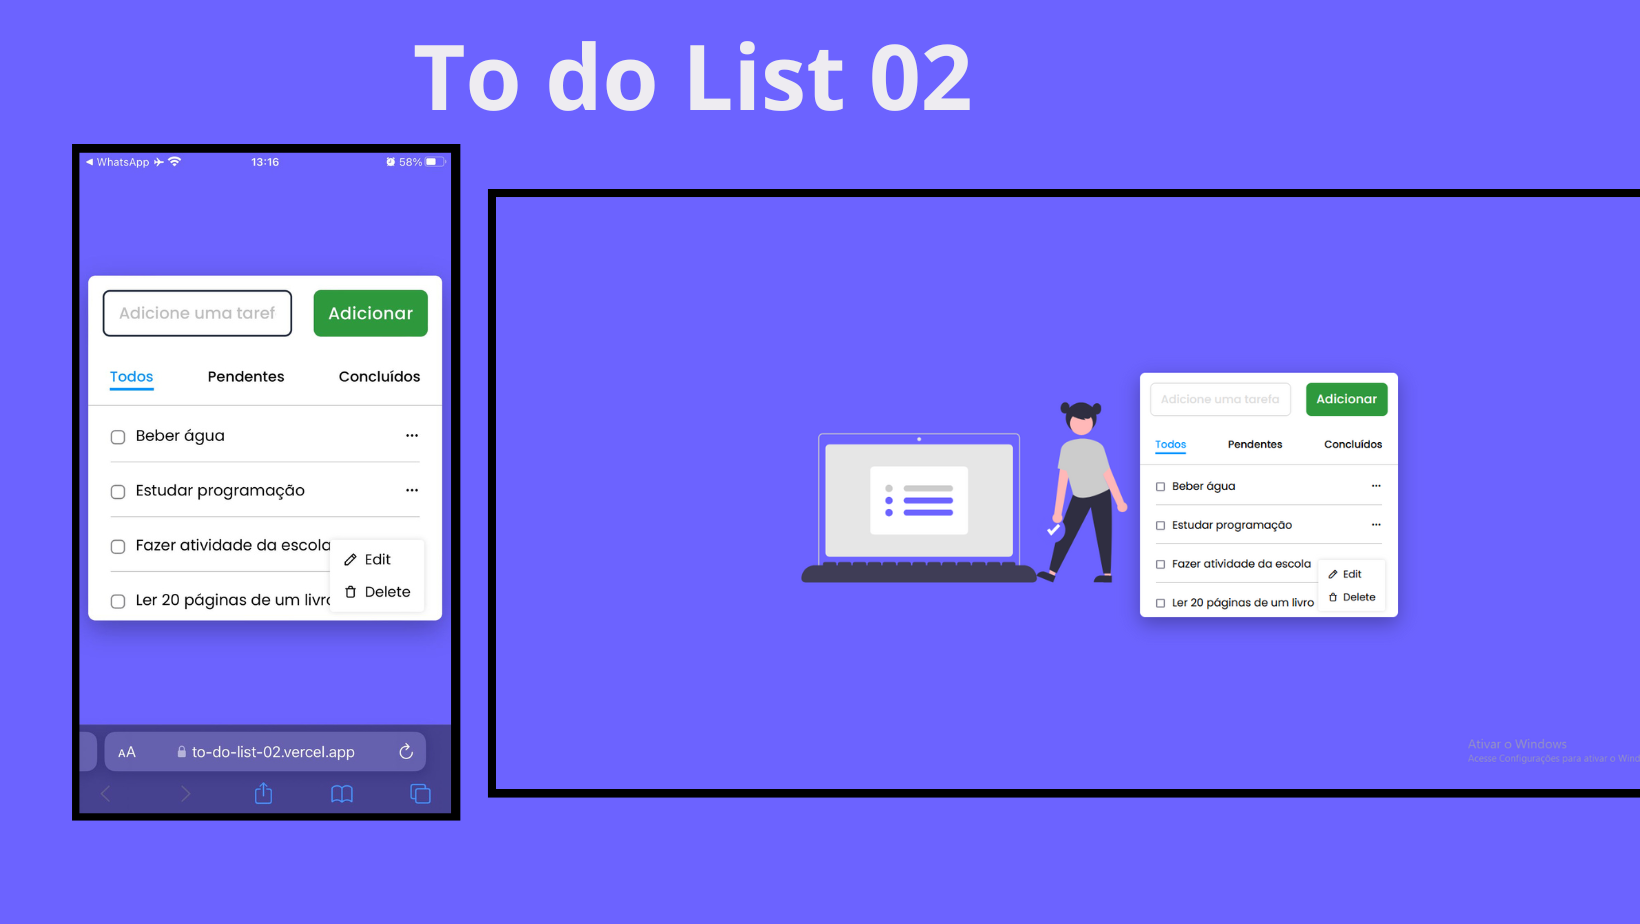 To do List 02
WhatsApp
13:16
58%
Adicione uma taref
Adicionar
Todos
Pendentes
Concluídos
Beber água
Estudar programação
Fazer atividade da escola
Edit
Ler 20 páginas de um livro
Delete
AA
to-do-list-02.vercel.app
Adicione uma tarefa
Adicionar
Todos
Pendentes
Concluídos
Beber água
Estudar programação
Fazer atividade da escola
Edit
Delete
Ler 20 páginas de um livro
Ativar o Windows
Acesse Configurações para ativar o Wind